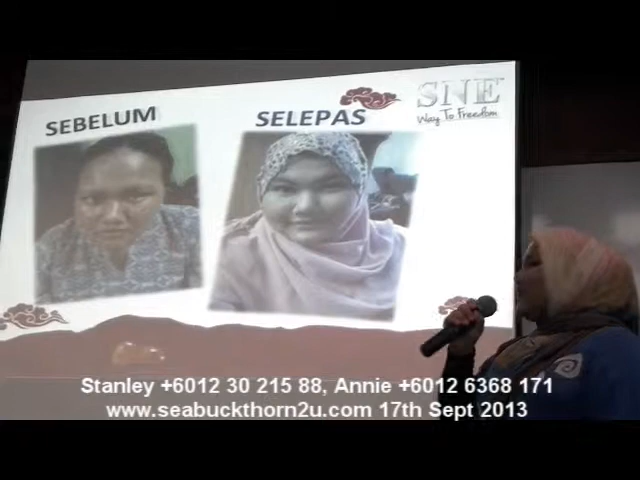 SEBELUM
SELEPAS
SNE
Way To Freedom
Stanley +6012 30 215 88, Annie +6012 6368 171
www.seabuckthorn2u.com 17th Sept 2013